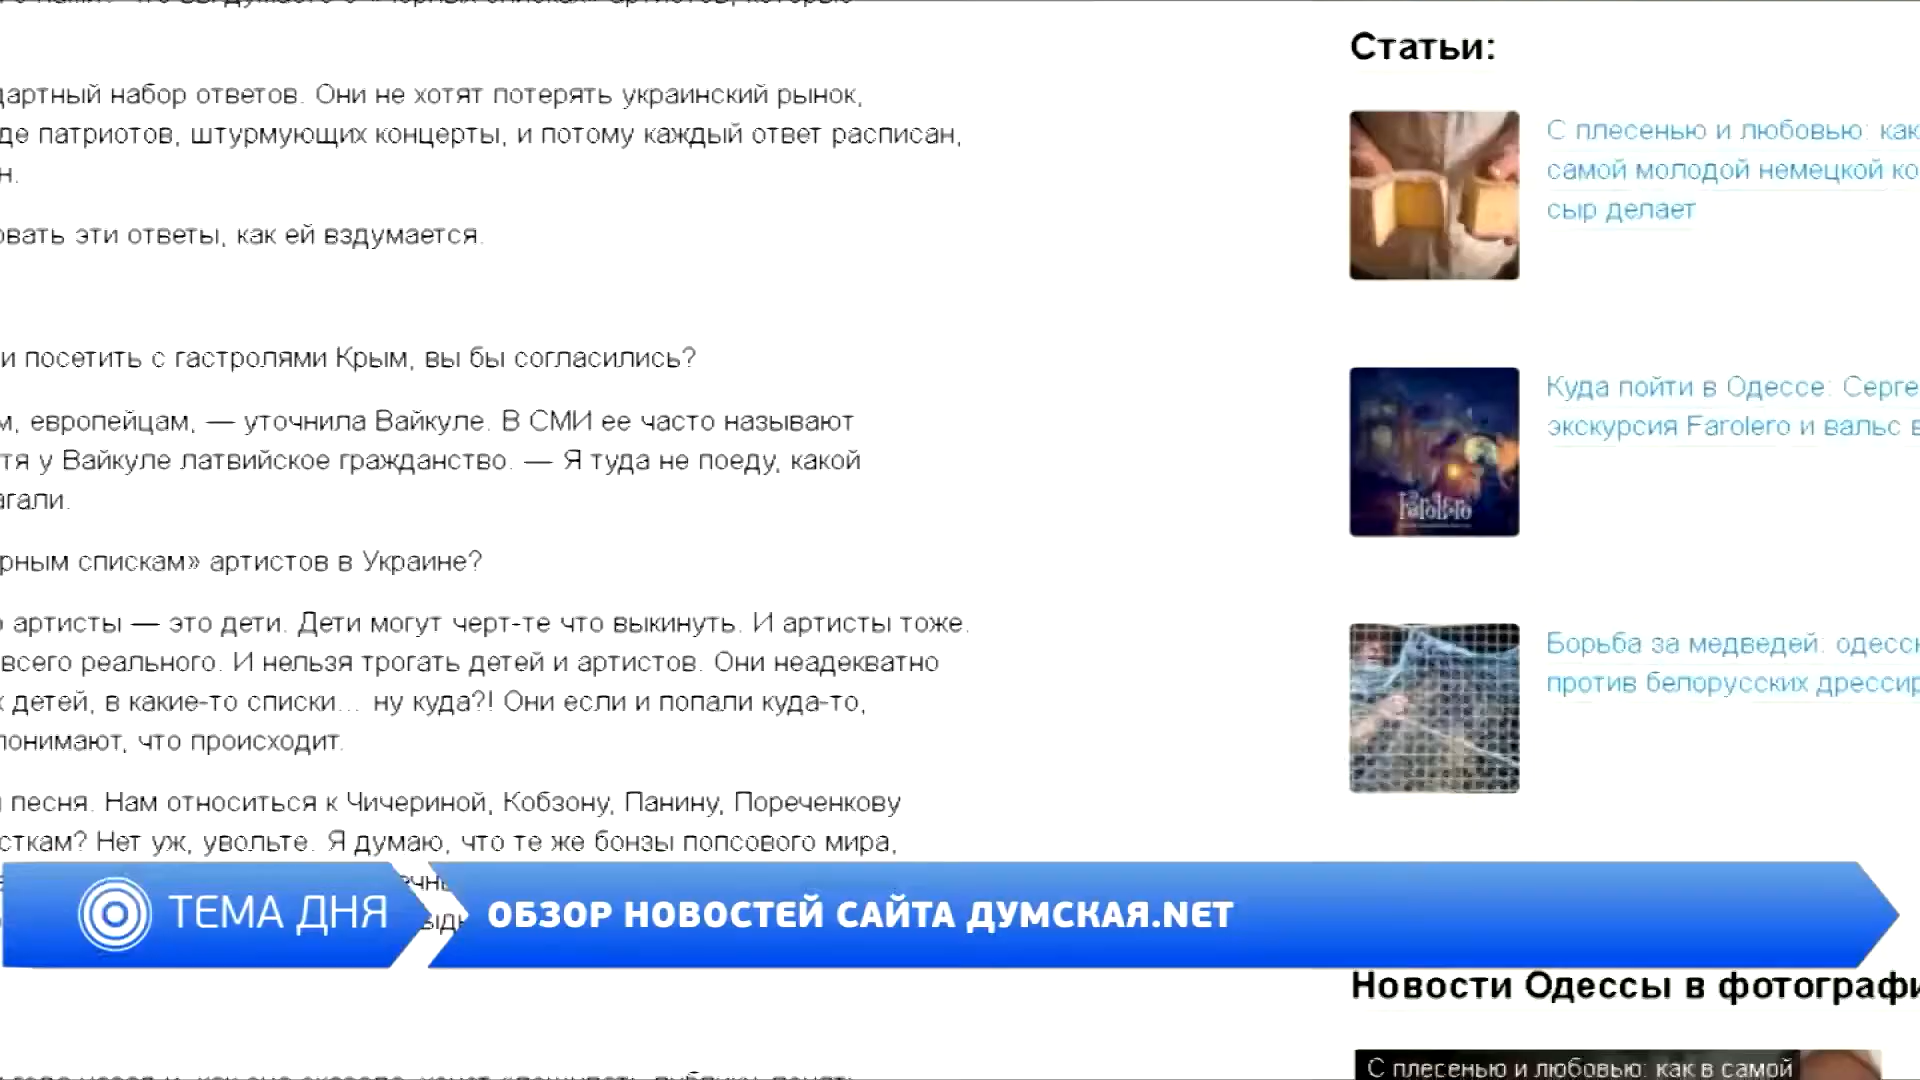 дартный набор ответов. Они не хотят потерять украинский рынок,
де патриотов, штурмующих концерты, и потому каждый ответ расписан,
н.
овать эти ответы, как ей вздумается.
и посетить с гастролями Крым, вы бы согласились?
м, европейцам, — уточнила Вайкуле. В СМИ ее часто называют
тя у Вайкуле латвийское гражданство. — Я туда не поеду, какой
агали.
рным спискам» артистов в Украине?
о артисты — это дети. Дети могут черт-те что выкинуть. И артисты тоже.
всего реального. И нельзя трогать детей и артистов. Они неадекватно
х детей, в какие-то списки... ну куда?! Они если и попали куда-то,
понимают, что происходит.
песня. Нам относиться к Чичериной, Кобзону, Панину, Пореченкову
сткам? Нет уж, увольте. Я думаю, что те же бонзы попсового мира,
Статьи:
С плесенью и любовью: как
самой молодой немецкой ко
сыр делает
Куда пойти в Одессе: Серге
экскурсия Farolero и вальс в
Farolero
Борьба за медведей: одесс
против белорусских дрессир
ТЕМА ДНЯ
ОБЗОР НОВОСТЕЙ САЙТА ДУМСКАЯ.NET
Новости Одессы в фотографи
С плесенью и любовью: как в самой